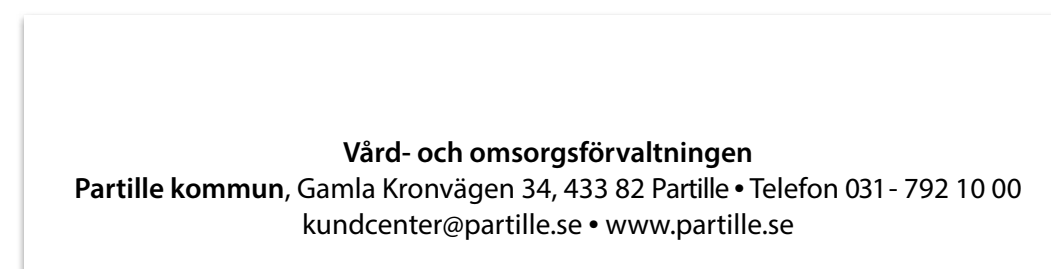 Vård- och omsorgsförvaltningen
Partille kommun, Gamla Kronvägen 34, 433 82 Partille • Telefon 031- 792 10 00
kundcenter@partille.se • www.partille.se